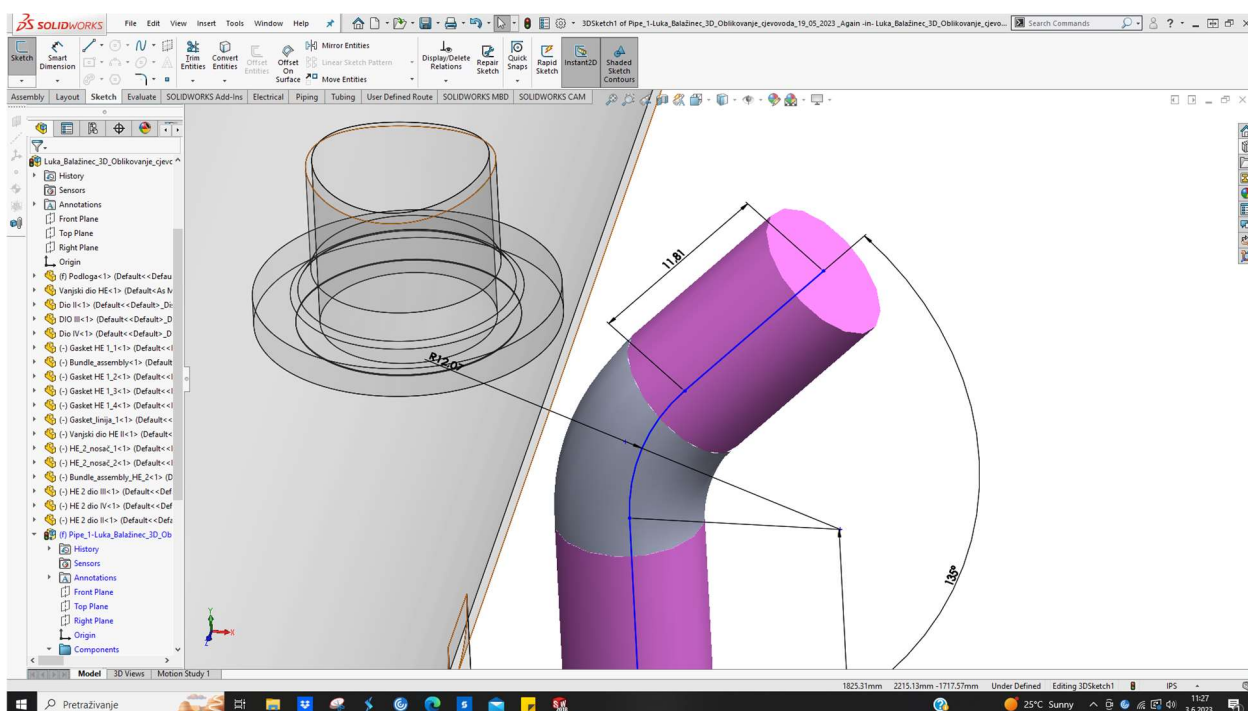 SOLIDWORKS File Edit View Insert Tools Window Help 3DSketch1 of Pipe_1-Luka_Balažinec_3D_Oblikovanje_cjevovoda_19_05_2023 _Again -in- Luka_Balažinec_3D_Oblikovanje_cjevo... Search Commands
Sketch Smart Dimension Trim Entities Convert Entities Offset Entities Offset On Surface Mirror Entities Linear Sketch Pattern Move Entities Display/Delete Relations Repair Sketch Quick Snaps Rapid Sketch Instant2D Shaded Sketch Contours
Assembly Layout Sketch Evaluate SOLIDWORKS Add-Ins Electrical Piping Tubing User Defined Route SOLIDWORKS MBD SOLIDWORKS CAM
Luka_Balažinec_3D_Oblikovanje_cjevc
History
Sensors
Annotations
Front Plane
Top Plane
Right Plane
Origin
(f) Podloga<1> (Default<<Defau
Vanjski dio HE<1> (Default<As M
Dio II<1> (Default<<Default>_Di
DIO III<1> (Default<<Default>_D
Dio IV<1> (Default<<Default>_D
(-) Gasket HE 1_1<1> (Default<<
(-) Bundle_assembly<1> (Default
(-) Gasket HE 1_2<1> (Default<<
(-) Gasket HE 1_3<1> (Default<<
(-) Gasket HE 1_4<1> (Default<<
(-) Gasket_linija_1<1> (Default<<
(-) Vanjski dio HE II<1> (Default<
(-) HE_2_nosač_1<1> (Default<<
(-) HE_2_nosač_2<1> (Default<<
(-) Bundle_assembly_HE_2<1> (D
(-) HE 2 dio III<1> (Default<<Def
(-) HE 2 dio IV<1> (Default<<Def
(-) HE 2 dio II<1> (Default<<Defa
(f) Pipe_1-Luka_Balažinec_3D_Ob
History
Sensors
Annotations
Front Plane
Top Plane
Right Plane
Origin
Components
11,81
R12,07
135°
Y
X
Z
Model 3D Views Motion Study 1
1825.31mm 2215.13mm -1717.57mm Under Defined Editing 3DSketch1 IPS
Pretraživanje 25°C Sunny 11:27
3.6.2023.